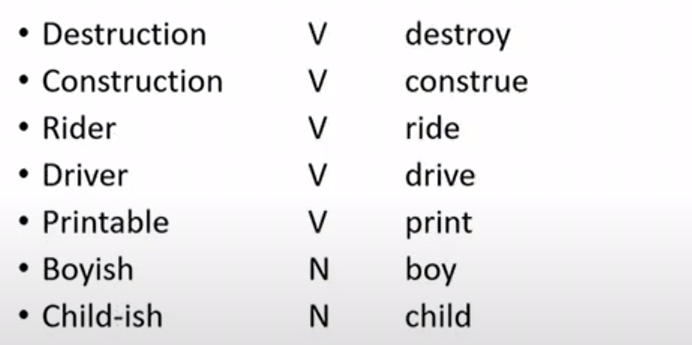 • Destruction V destroy
• Construction V construe
• Rider V ride
• Driver V drive
• Printable V print
• Boyish N boy
• Child-ish N child